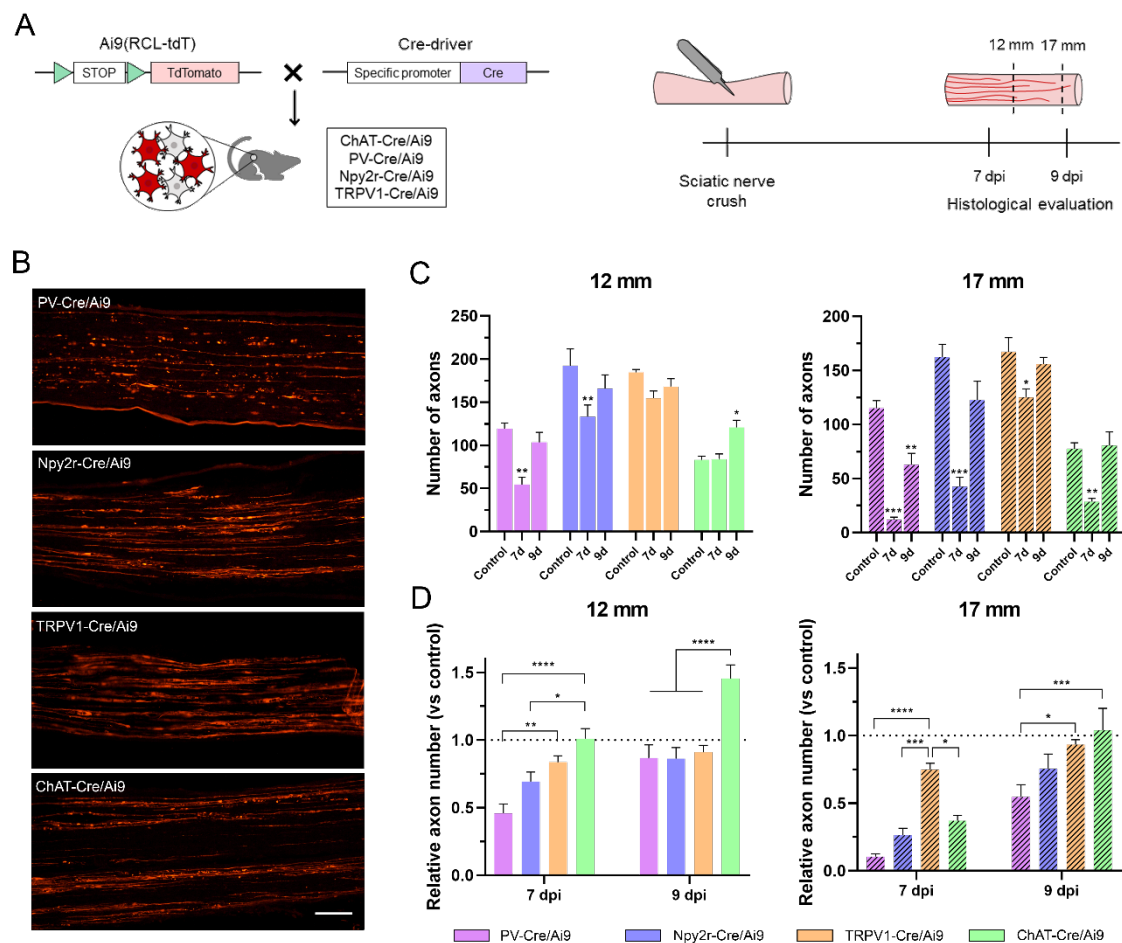 A
Ai9(RCL-tdT)
STOP
TdTomato
Cre-driver
Specific promoter
Cre
ChAT-Cre/Ai9
PV-Cre/Ai9
Npy2r-Cre/Ai9
TRPV1-Cre/Ai9
12 mm
17 mm
Sciatic nerve
crush
7 dpi
9 dpi
Histological evaluation
B
PV-Cre/Ai9
Npy2r-Cre/Ai9
TRPV1-Cre/Ai9
ChAT-Cre/Ai9
C
12 mm
Number of axons
250
200
150
100
50
0
**
**
*
Control
7d
9d
Control
7d
9d
Control
7d
9d
Control
7d
9d
17 mm
Number of axons
200
150
100
50
0
***
**
***
*
**
Control
7d
9d
Control
7d
9d
Control
7d
9d
Control
7d
9d
D
12 mm
Relative axon number (vs control)
1.5
1.0
0.5
0.0
****
*
**
****
7 dpi
9 dpi
17 mm
Relative axon number (vs control)
1.5
1.0
0.5
0.0
****
***
*
***
*
7 dpi
9 dpi
PV-Cre/Ai9
Npy2r-Cre/Ai9
TRPV1-Cre/Ai9
ChAT-Cre/Ai9